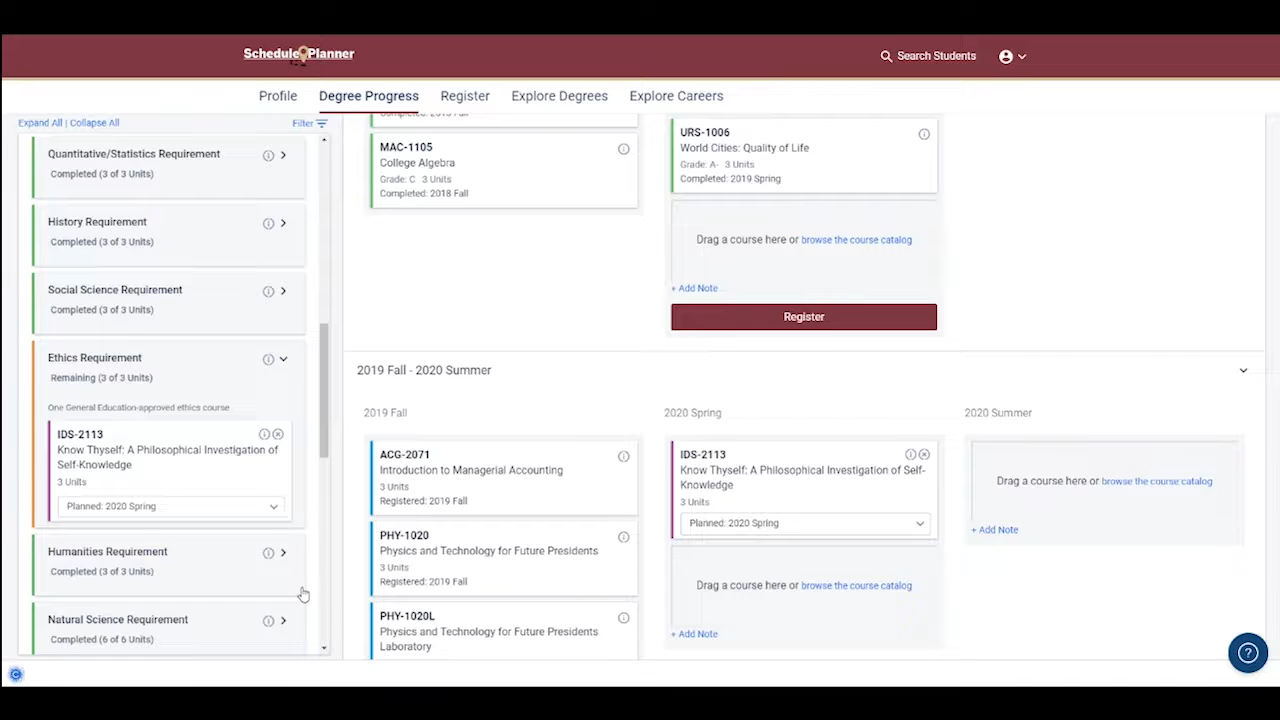 Schedule Planner
Search Students
Profile
Degree Progress
Register
Explore Degrees
Explore Careers
Expand All | Collapse All
Filter
Quantitative/Statistics Requirement
Completed (3 of 3 Units)
History Requirement
Completed (3 of 3 Units)
Social Science Requirement
Completed (3 of 3 Units)
Ethics Requirement
Remaining (3 of 3 Units)
One General Education-approved ethics course
IDS-2113
Know Thyself: A Philosophical Investigation of
Self-Knowledge
3 Units
Planned: 2020 Spring
Humanities Requirement
Completed (3 of 3 Units)
Natural Science Requirement
Completed (6 of 6 Units)
MAC-1105
College Algebra
Grade: C 3 Units
Completed: 2018 Fall
URS-1006
World Cities: Quality of Life
Grade: A- 3 Units
Completed: 2019 Spring
Drag a course here or browse the course catalog
+ Add Note
Register
2019 Fall - 2020 Summer
2019 Fall
ACG-2071
Introduction to Managerial Accounting
3 Units
Registered: 2019 Fall
PHY-1020
Physics and Technology for Future Presidents
3 Units
Registered: 2019 Fall
PHY-1020L
Physics and Technology for Future Presidents
Laboratory
2020 Spring
IDS-2113
Know Thyself: A Philosophical Investigation of Self-
Knowledge
3 Units
Planned: 2020 Spring
Drag a course here or browse the course catalog
+ Add Note
2020 Summer
Drag a course here or browse the course catalog
+ Add Note